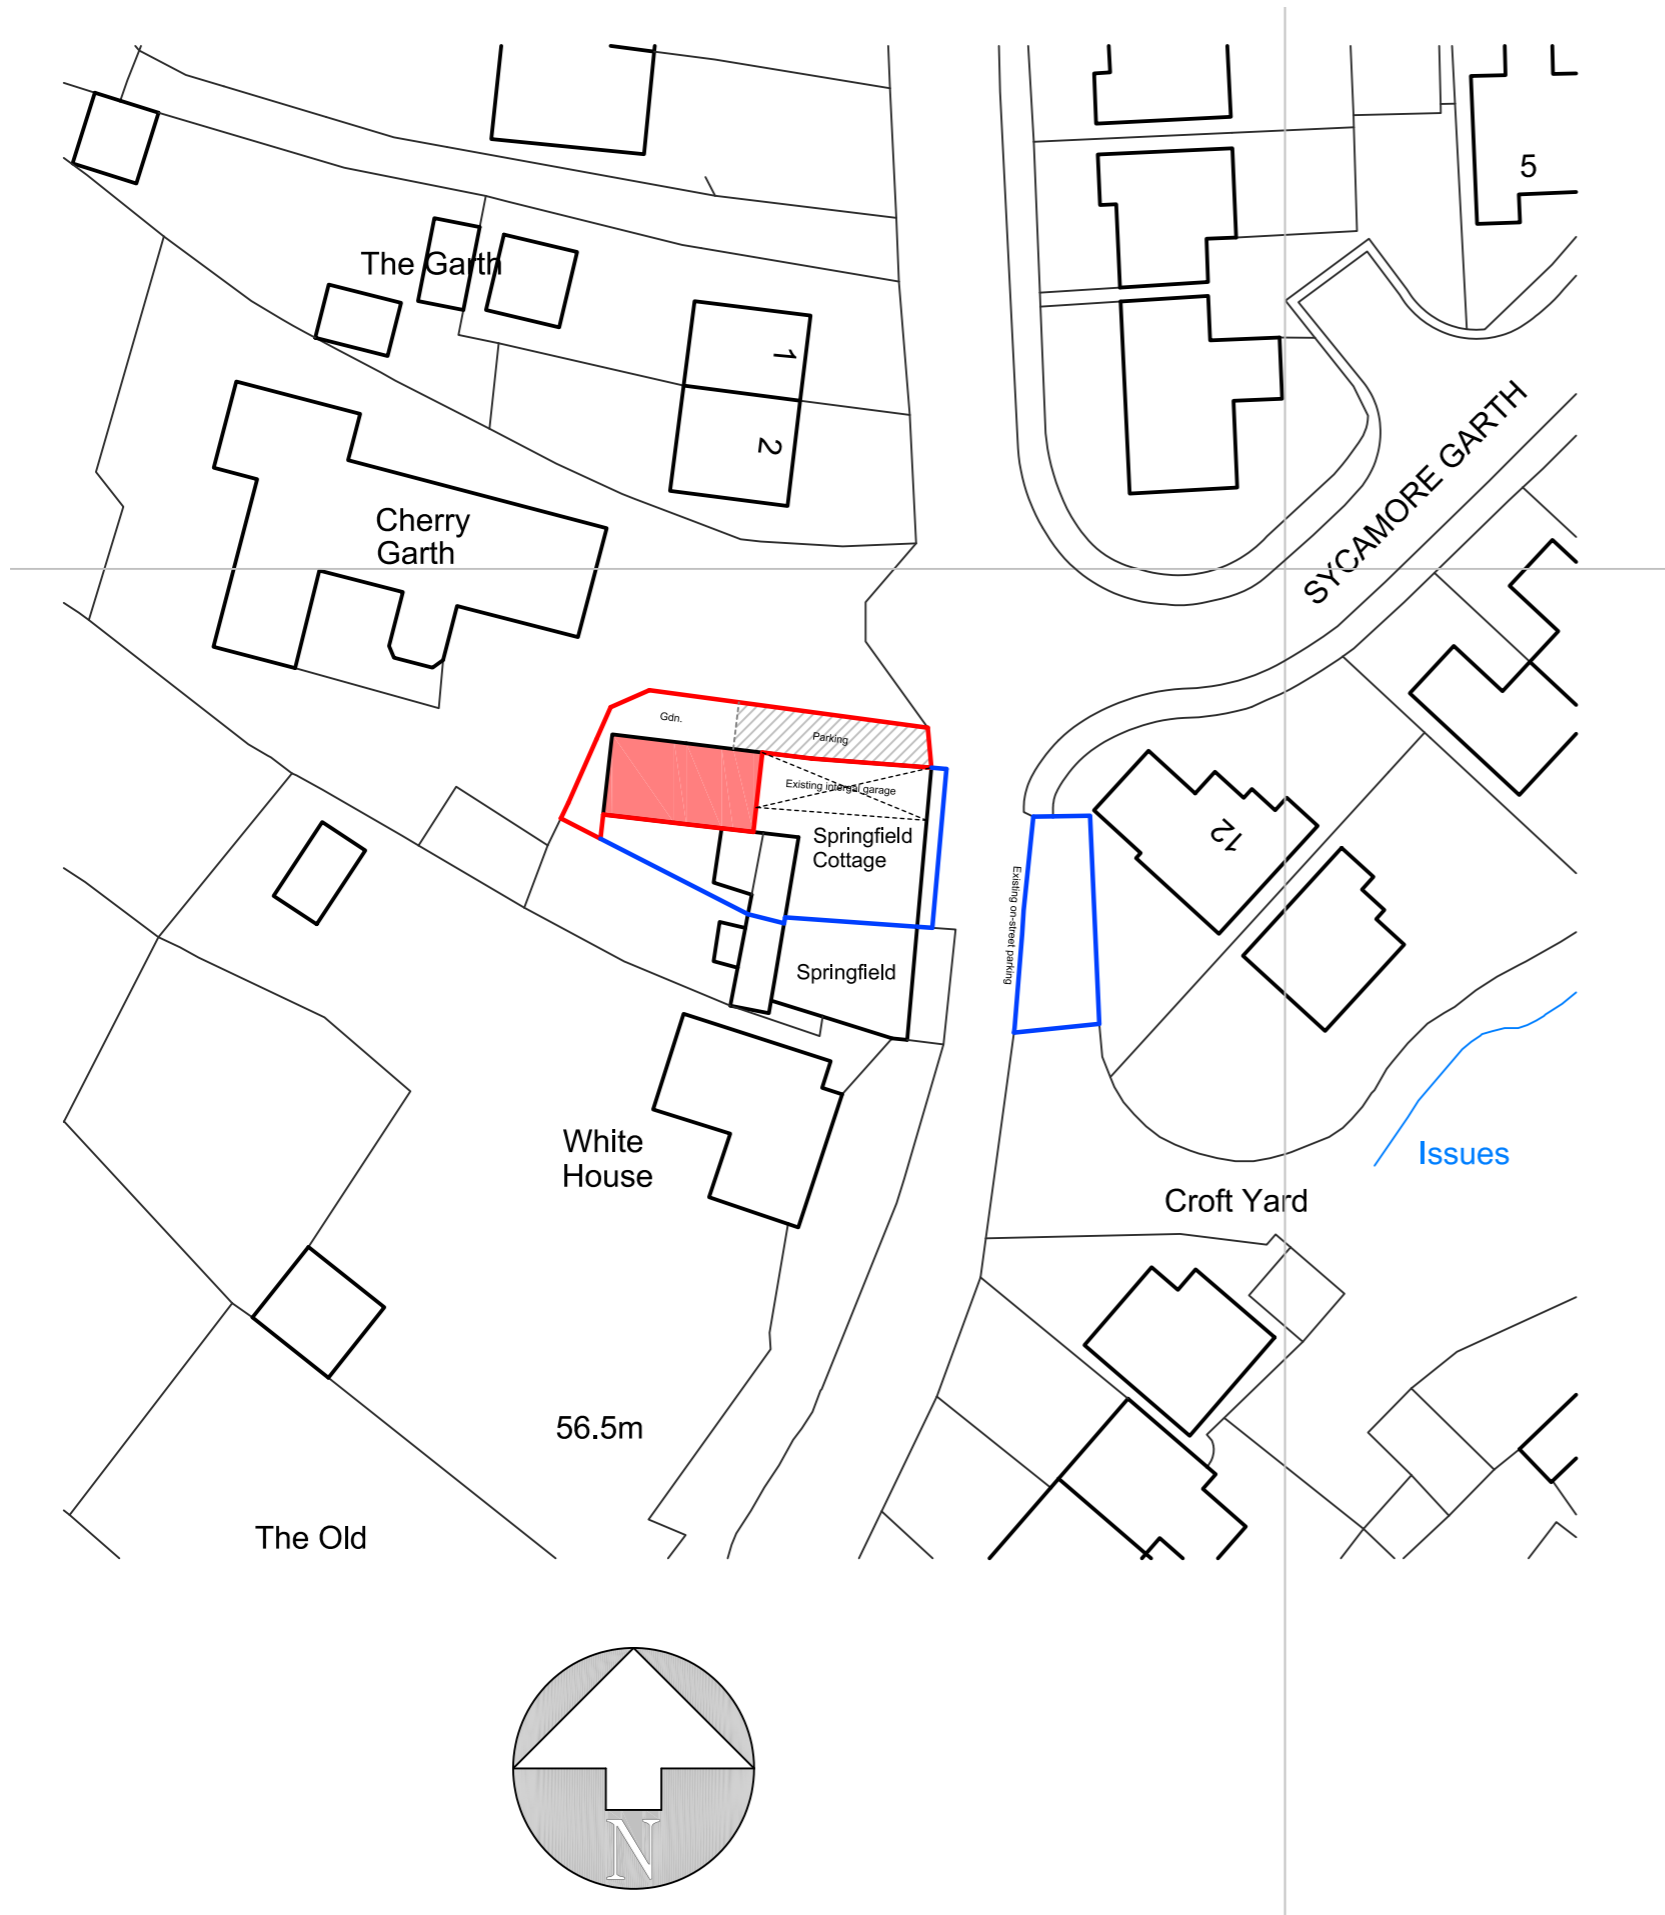 5
The Garth
1
2
SYCAMORE GARTH
Cherry
Garth
Gdn.
Parking
Existing internal garage
Springfield
Cottage
12
Existing on-street parking
Springfield
White
House
Issues
Croft Yard
56.5m
The Old
N